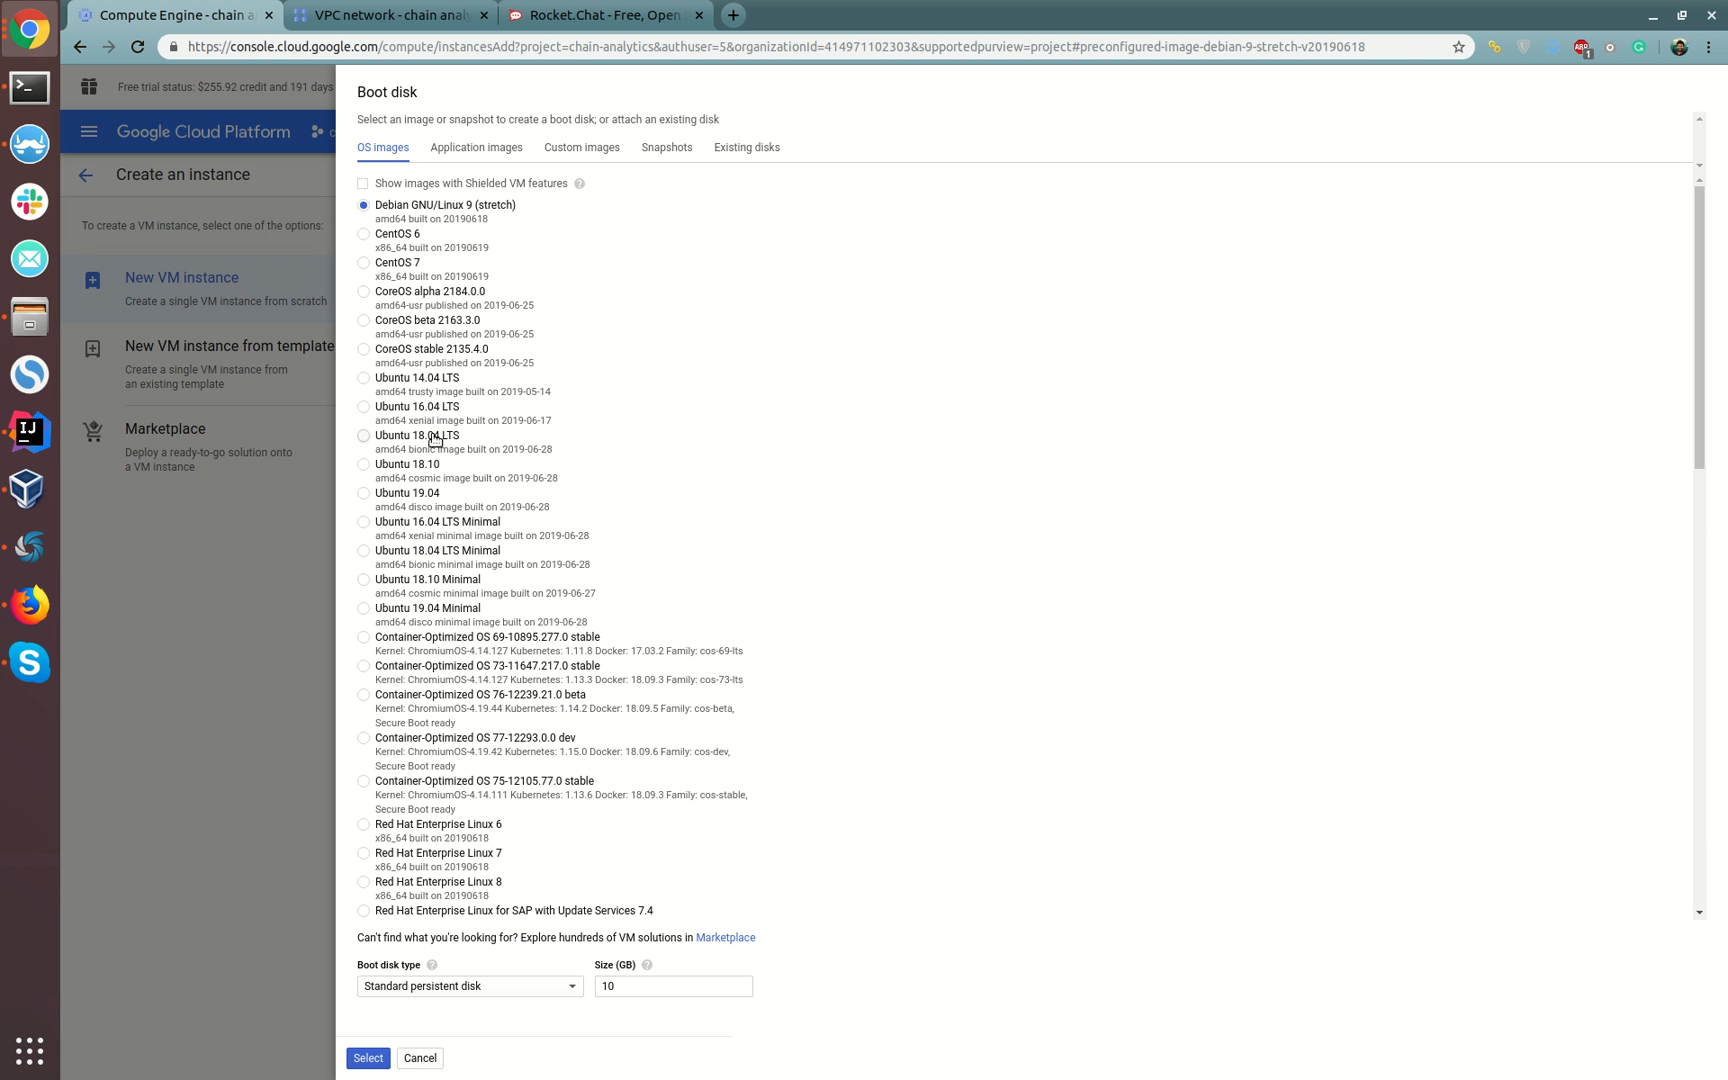 Compute Engine - chain a
VPC network - chain analy
Rocket.Chat - Free, Open
https://console.cloud.google.com/compute/instancesAdd?project=chain-analytics&authuser=5&organizationId=414971102303&supportedpurview=project#preconfigured-image-debian-9-stretch-v20190618
Free trial status: $255.92 credit and 191 days
Google Cloud Platform
Create an instance
To create a VM instance, select one of the options:
New VM instance
Create a single VM instance from scratch
New VM instance from template
Create a single VM instance from
an existing template
Marketplace
Deploy a ready-to-go solution onto
a VM instance
Boot disk
Select an image or snapshot to create a boot disk; or attach an existing disk
OS images Application images Custom images Snapshots Existing disks
Show images with Shielded VM features
Debian GNU/Linux 9 (stretch)
amd64 built on 20190618
CentOS 6
x86_64 built on 20190619
CentOS 7
x86_64 built on 20190619
CoreOS alpha 2184.0.0
amd64-usr published on 2019-06-25
CoreOS beta 2163.3.0
amd64-usr published on 2019-06-25
CoreOS stable 2135.4.0
amd64-usr published on 2019-06-25
Ubuntu 14.04 LTS
amd64 trusty image built on 2019-05-14
Ubuntu 16.04 LTS
amd64 xenial image built on 2019-06-17
Ubuntu 18.04 LTS
amd64 bionic image built on 2019-06-28
Ubuntu 18.10
amd64 cosmic image built on 2019-06-28
Ubuntu 19.04
amd64 disco image built on 2019-06-28
Ubuntu 16.04 LTS Minimal
amd64 xenial minimal image built on 2019-06-28
Ubuntu 18.04 LTS Minimal
amd64 bionic minimal image built on 2019-06-28
Ubuntu 18.10 Minimal
amd64 cosmic minimal image built on 2019-06-27
Ubuntu 19.04 Minimal
amd64 disco minimal image built on 2019-06-28
Container-Optimized OS 69-10895.277.0 stable
Kernel: ChromiumOS-4.14.127 Kubernetes: 1.11.8 Docker: 17.03.2 Family: cos-69-lts
Container-Optimized OS 73-11647.217.0 stable
Kernel: ChromiumOS-4.14.127 Kubernetes: 1.13.3 Docker: 18.09.3 Family: cos-73-lts
Container-Optimized OS 76-12239.21.0 beta
Kernel: ChromiumOS-4.19.44 Kubernetes: 1.14.2 Docker: 18.09.5 Family: cos-beta,
Secure Boot ready
Container-Optimized OS 77-12293.0.0 dev
Kernel: ChromiumOS-4.19.42 Kubernetes: 1.15.0 Docker: 18.09.6 Family: cos-dev,
Secure Boot ready
Container-Optimized OS 75-12105.77.0 stable
Kernel: ChromiumOS-4.14.111 Kubernetes: 1.13.6 Docker: 18.09.3 Family: cos-stable,
Secure Boot ready
Red Hat Enterprise Linux 6
x86_64 built on 20190618
Red Hat Enterprise Linux 7
x86_64 built on 20190618
Red Hat Enterprise Linux 8
x86_64 built on 20190618
Red Hat Enterprise Linux for SAP with Update Services 7.4
Can't find what you're looking for? Explore hundreds of VM solutions in Marketplace
Boot disk type Size (GB)
Standard persistent disk 10
Select Cancel